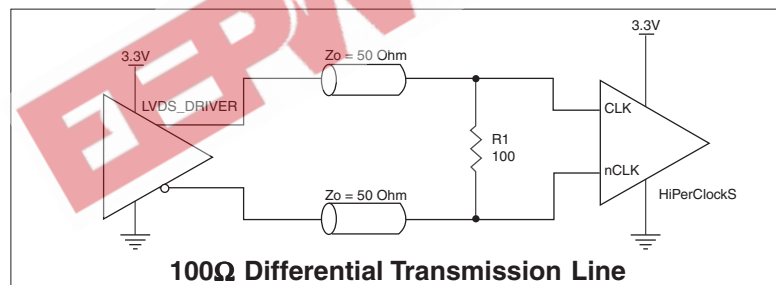 3.3V
Zo = 50 Ohm
3.3V
LVDS_DRIVER
CLK
R1
100
nCLK
Zo = 50 Ohm
HiPerClockS
100Ω Differential Transmission Line